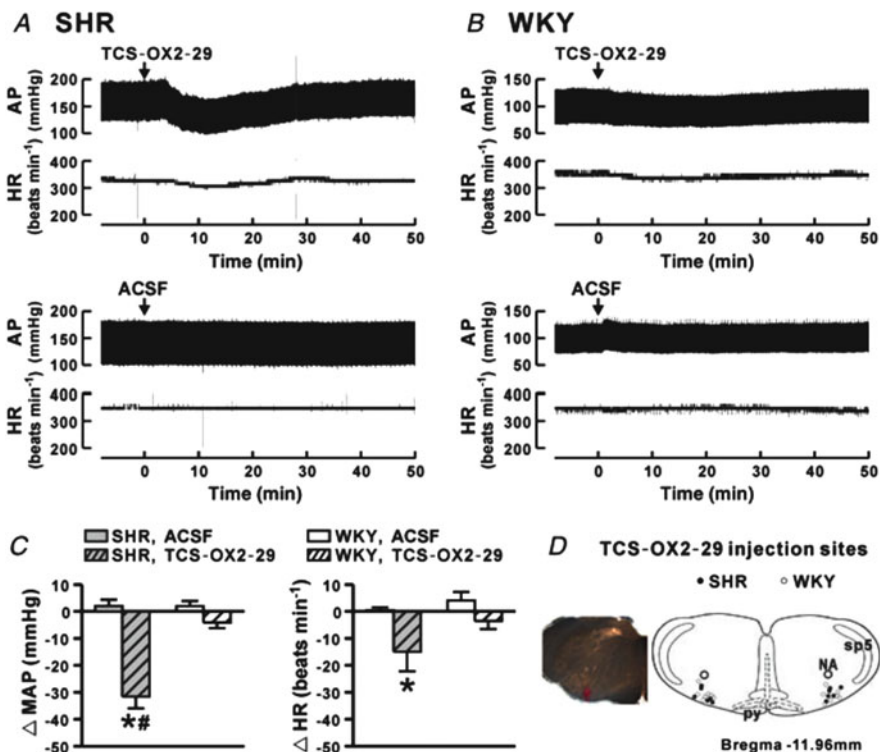 A SHR
TCS-OX2-29
AP
(mmHg)
200
150
100
HR
(beats min⁻¹)
400
300
200
0 10 20 30 40 50
Time (min)
ACSF
AP
(mmHg)
200
150
100
HR
(beats min⁻¹)
400
300
200
0 10 20 30 40 50
Time (min)
B WKY
TCS-OX2-29
AP
(mmHg)
150
100
50
HR
(beats min⁻¹)
400
300
200
0 10 20 30 40 50
Time (min)
ACSF
AP
(mmHg)
150
100
50
HR
(beats min⁻¹)
400
300
200
0 10 20 30 40 50
Time (min)
C
SHR, ACSF
SHR, TCS-OX2-29
WKY, ACSF
WKY, TCS-OX2-29
△ MAP (mmHg)
10
0
-10
-20
-30
-40
-50
*#
△ HR (beats min⁻¹)
10
0
-10
-20
-30
-40
-50
*
D TCS-OX2-29 injection sites
SHR WKY
sp5
NA
py
Bregma -11.96mm